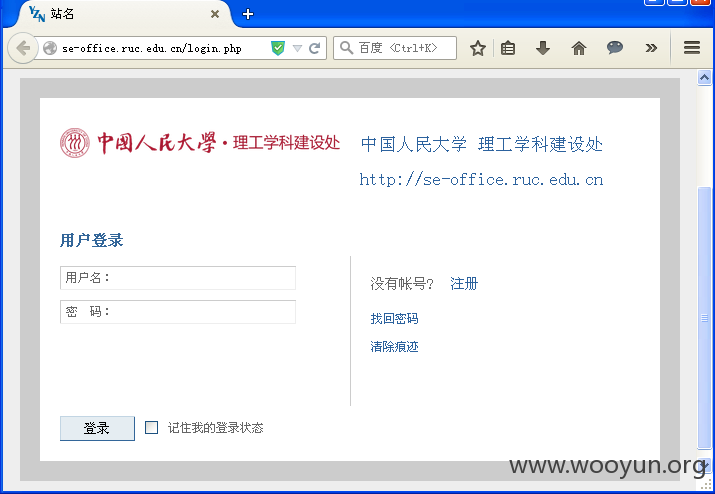 YZN 站名
se-office.ruc.edu.cn/login.php
百度 <Ctrl+K>
中国人民大学·理工学科建设处
中国人民大学 理工学科建设处
http://se-office.ruc.edu.cn
用户登录
用户名：
密 码：
没有帐号？ 注册
找回密码
清除痕迹
登录 记住我的登录状态
www.wooyun.org